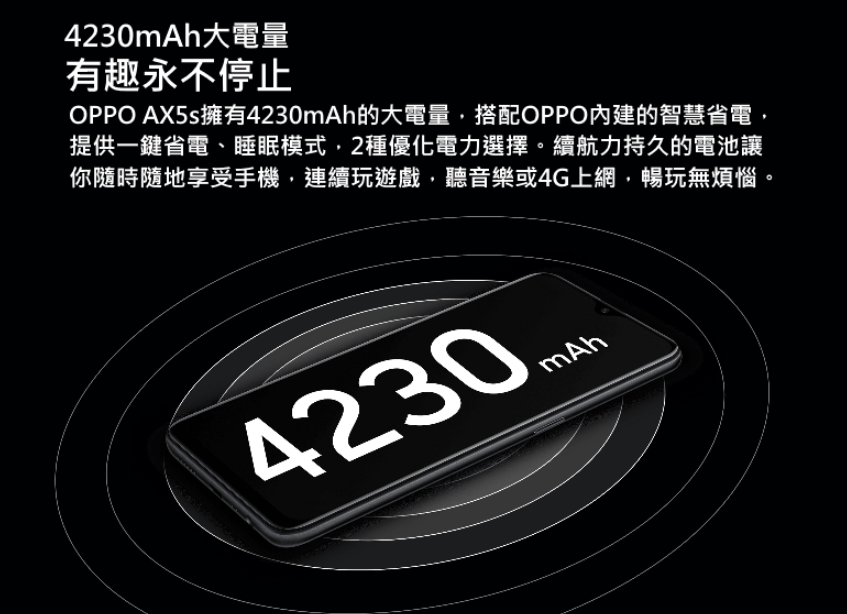 4230mAh大電量
有趣永不停止
OPPO AX5s擁有4230mAh的大電量，搭配OPPO內建的智慧省電，
提供一鍵省電、睡眠模式，2種優化電力選擇。續航力持久的電池讓
你隨時隨地享受手機，連續玩遊戲，聽音樂或4G上網，暢玩無煩惱。
4230 mAh